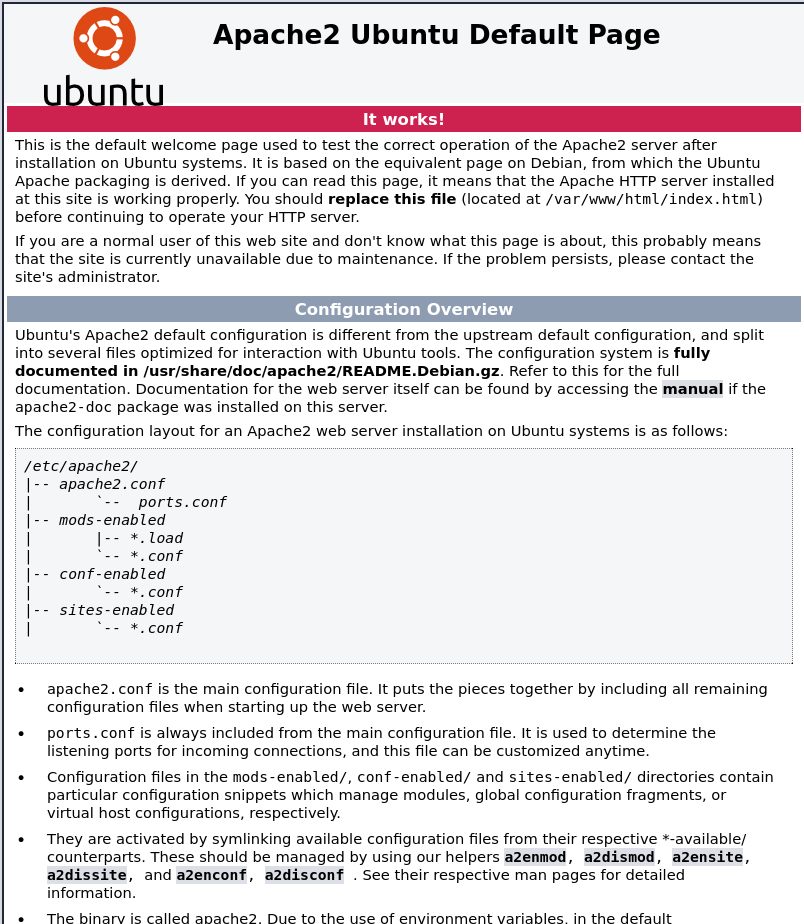 ubuntu
Apache2 Ubuntu Default Page
It works!
This is the default welcome page used to test the correct operation of the Apache2 server after
installation on Ubuntu systems. It is based on the equivalent page on Debian, from which the Ubuntu
Apache packaging is derived. If you can read this page, it means that the Apache HTTP server installed
at this site is working properly. You should replace this file (located at /var/www/html/index.html)
before continuing to operate your HTTP server.
If you are a normal user of this web site and don't know what this page is about, this probably means
that the site is currently unavailable due to maintenance. If the problem persists, please contact the
site's administrator.
Configuration Overview
Ubuntu's Apache2 default configuration is different from the upstream default configuration, and split
into several files optimized for interaction with Ubuntu tools. The configuration system is fully
documented in /usr/share/doc/apache2/README.Debian.gz. Refer to this for the full
documentation. Documentation for the web server itself can be found by accessing the manual if the
apache2-doc package was installed on this server.
The configuration layout for an Apache2 web server installation on Ubuntu systems is as follows:
/etc/apache2/
|-- apache2.conf
|       `--  ports.conf
|-- mods-enabled
|       |-- *.load
|       `-- *.conf
|-- conf-enabled
|       `-- *.conf
|-- sites-enabled
|       `-- *.conf
• apache2.conf is the main configuration file. It puts the pieces together by including all remaining
configuration files when starting up the web server.
• ports.conf is always included from the main configuration file. It is used to determine the
listening ports for incoming connections, and this file can be customized anytime.
• Configuration files in the mods-enabled/, conf-enabled/ and sites-enabled/ directories contain
particular configuration snippets which manage modules, global configuration fragments, or
virtual host configurations, respectively.
• They are activated by symlinking available configuration files from their respective *-available/
counterparts. These should be managed by using our helpers a2enmod, a2dismod, a2ensite,
a2dissite, and a2enconf, a2disconf . See their respective man pages for detailed
information.
• The binary is called apache2. Due to the use of environment variables, in the default